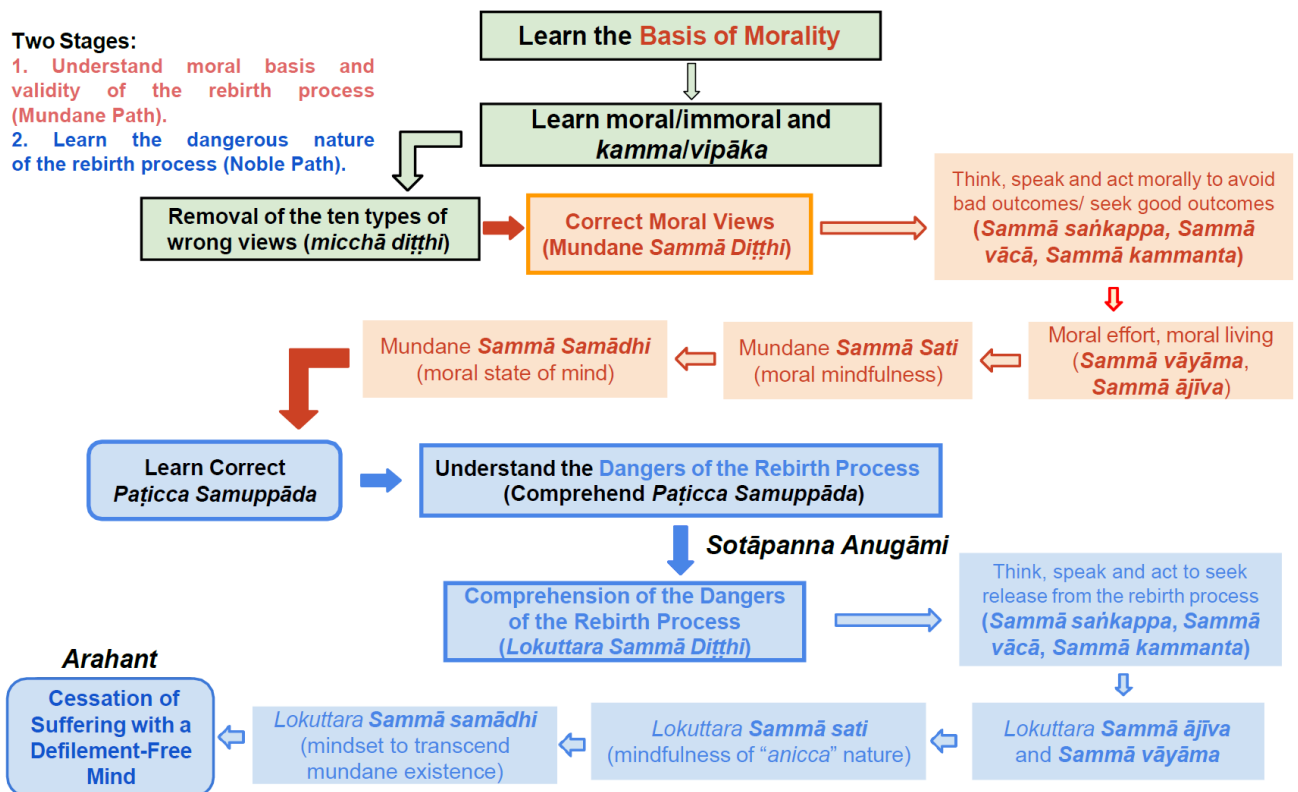 Learn the Basis of Morality
Two Stages:
1. Understand moral basis and
validity of the rebirth process
(Mundane Path).
2. Learn the dangerous nature
of the rebirth process (Noble Path).
Learn moral/immoral and
kamma/vipāka
Removal of the ten types of
wrong views (micchā diṭṭhi)
Correct Moral Views
(Mundane Sammā Diṭṭhi)
Think, speak and act morally to avoid
bad outcomes/ seek good outcomes
(Sammā saṅkappa, Sammā
vācā, Sammā kammanta)
Moral effort, moral living
(Sammā vāyāma,
Sammā ājīva)
Mundane Sammā Sati
(moral mindfulness)
Mundane Sammā Samādhi
(moral state of mind)
Learn Correct
Paṭicca Samuppāda
Understand the Dangers of the Rebirth Process
(Comprehend Paṭicca Samuppāda)
Sotāpanna Anugāmi
Comprehension of the Dangers
of the Rebirth Process
(Lokuttara Sammā Diṭṭhi)
Think, speak and act to seek
release from the rebirth process
(Sammā saṅkappa, Sammā
vācā, Sammā kammanta)
Lokuttara Sammā ājīva
and Sammā vāyāma
Lokuttara Sammā sati
(mindfulness of “anicca” nature)
Lokuttara Sammā samādhi
(mindset to transcend
mundane existence)
Arahant
Cessation of
Suffering with a
Defilement-Free
Mind